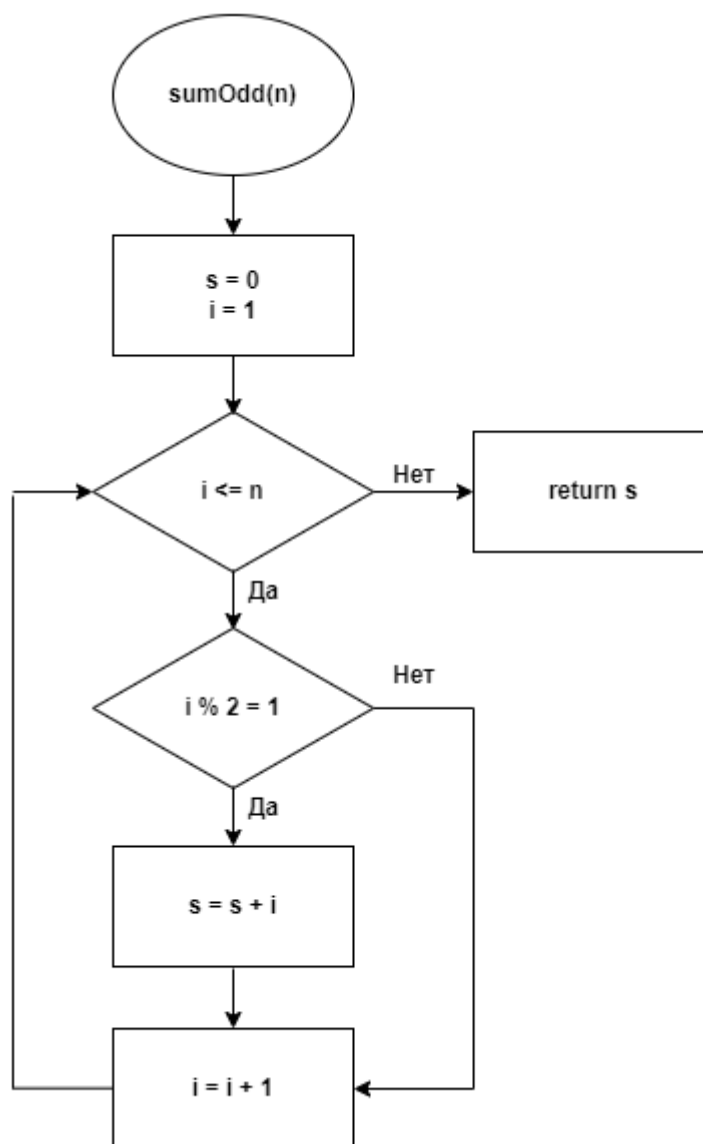 sumOdd(n)
s = 0
i = 1
i <= n
Нет
return s
Да
i % 2 = 1
Нет
Да
s = s + i
i = i + 1